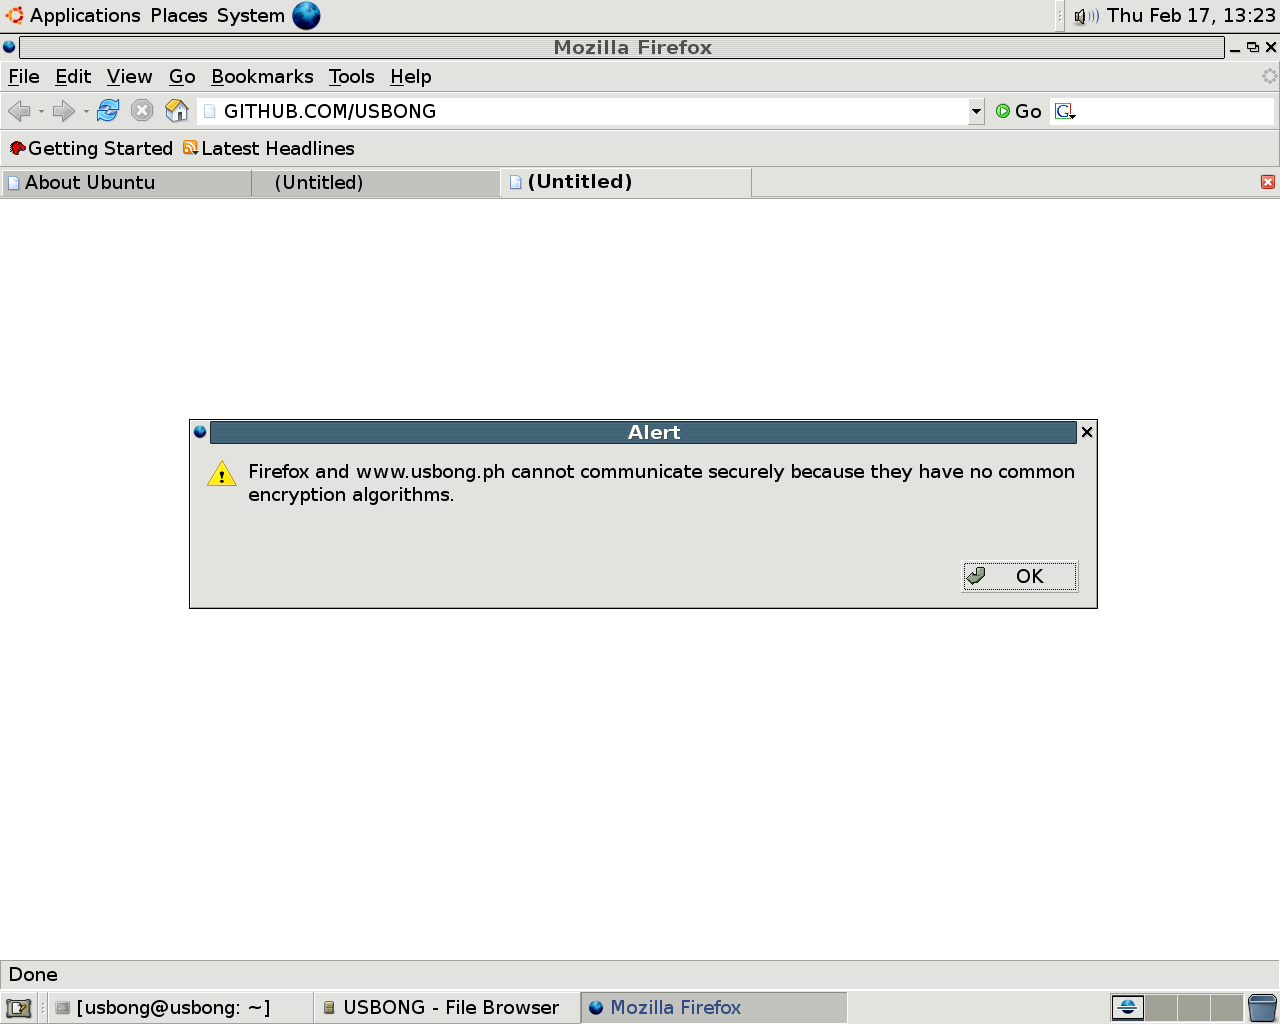 Applications Places System Thu Feb 17, 13:23
Mozilla Firefox
File Edit View Go Bookmarks Tools Help
GITHUB.COM/USBONG Go G
Getting Started Latest Headlines
About Ubuntu (Untitled) (Untitled)
Alert
Firefox and www.usbong.ph cannot communicate securely because they have no common
encryption algorithms.
OK
Done
[usbong@usbong: ~] USBONG - File Browser Mozilla Firefox